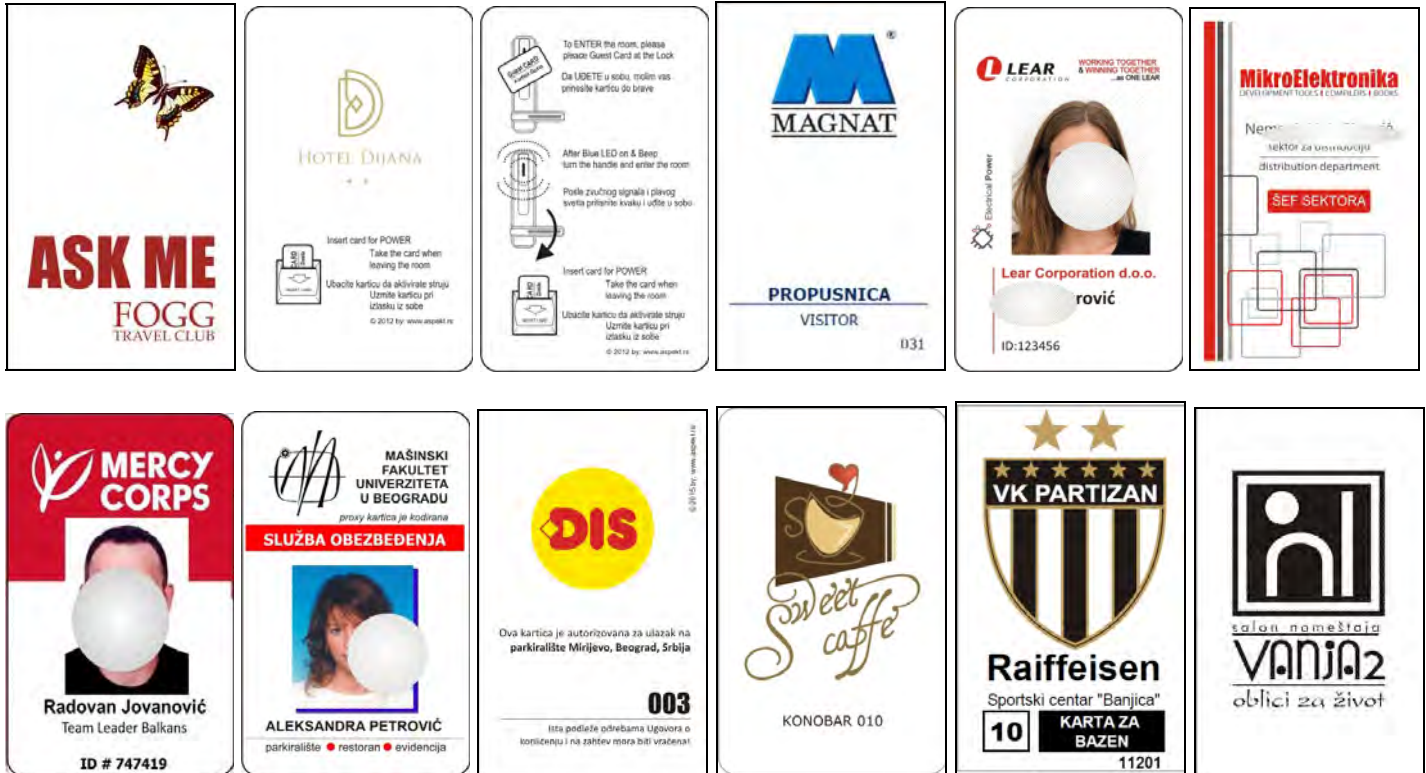 ASK ME
FOGG
TRAVEL CLUB
HOTEL DIJANA
Insert card for POWER
Take the card when
leaving the room
Ubacite karticu da aktivirate struju
Uzmite karticu pri
izlasku iz sobe
© 2012 by: www.aspekt.rs
Guest CARD
To ENTER the room, please
pleace Guest Card at the Lock
Da UĐETE u sobu, molim vas
prinesite karticu do brave
After Blue LED on & Beep
turn the handle and enter the room
Posle zvučnog signala i plavog
svetla pritisnite kvaku i uđite u sobu
Insert card for POWER
Take the card when
leaving the room
Ubacite karticu da aktivirate struju
Uzmite karticu pri
izlasku iz sobe
© 2012 by: www.aspekt.rs
®
MAGNAT
PROPUSNICA
VISITOR
031
LEAR
CORPORATION
WORKING TOGETHER
& WINNING TOGETHER
...as ONE LEAR
Electrical Power
Lear Corporation d.o.o.
rović
ID:123456
MikroElektronika
DEVELOPMENT TOOLS I COMPILERS I BOOKS
sektor za distribuciju
distribution department
ŠEF SEKTORA
MERCY
CORPS
Radovan Jovanović
Team Leader Balkans
ID # 747419
MAŠINSKI
FAKULTET
UNIVERZITETA
U BEOGRADU
proxy kartica je kodirana
SLUŽBA OBEZBEĐENJA
ALEKSANDRA PETROVIĆ
parkiralište ● restoran ● evidencija
© 2015 by: www.aspekt.rs
DIS
Ova kartica je autorizovana za ulazak na
parkiralište Mirijevo, Beograd, Srbija
003
Ista podleže odrebama Ugovora o
korišćenju i na zahtev mora biti vraćena!
Sweet
caffe
KONOBAR 010
VK PARTIZAN
Raiffeisen
Sportski centar "Banjica"
10
KARTA ZA
BAZEN
11201
salon nameštaja
VANJA2
oblici za život